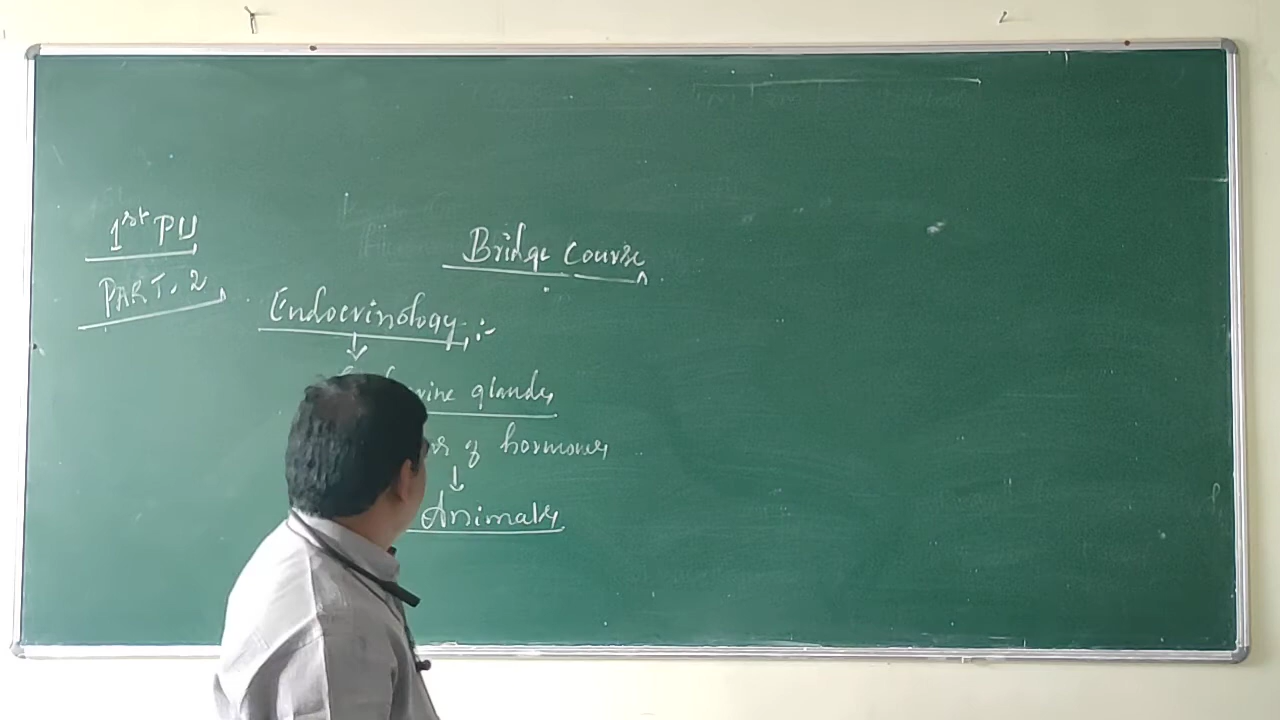 1st PU
PART. 2
Bridge Course
Endocrinology :-
glands
of hormones
Animals